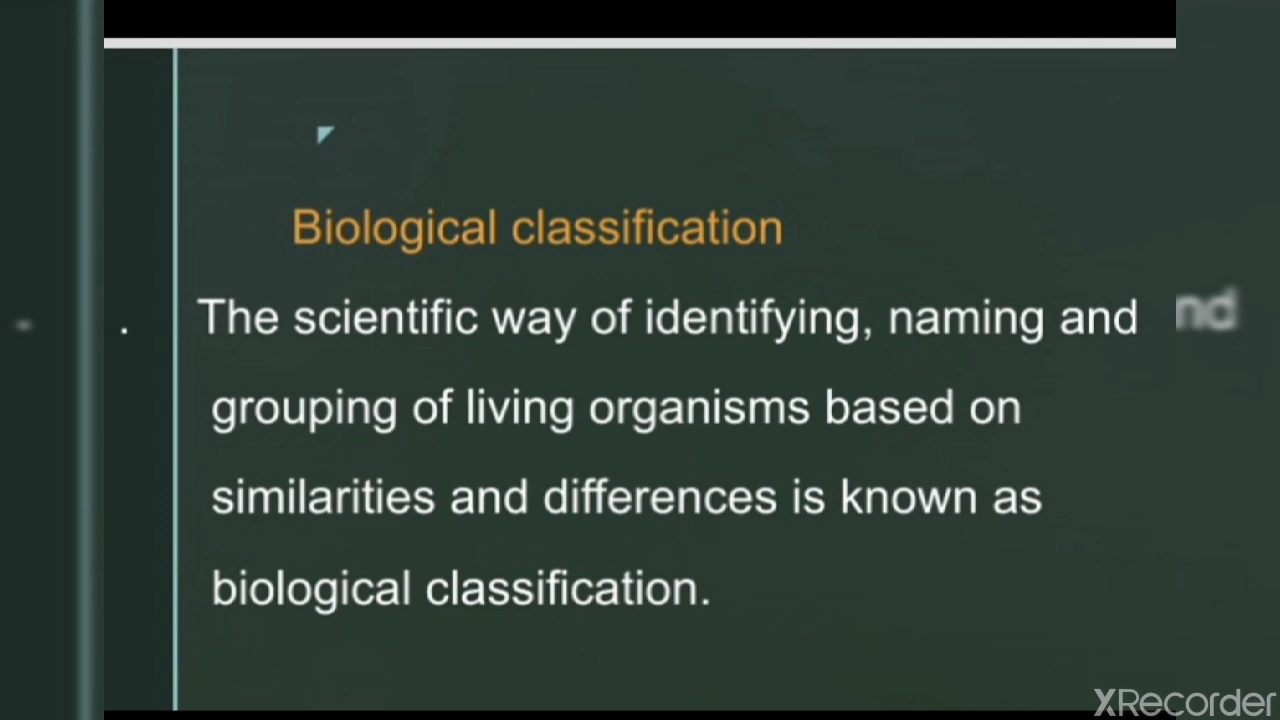 Biological classification
. The scientific way of identifying, naming and
nd
grouping of living organisms based on
similarities and differences is known as
biological classification.
XRecorder